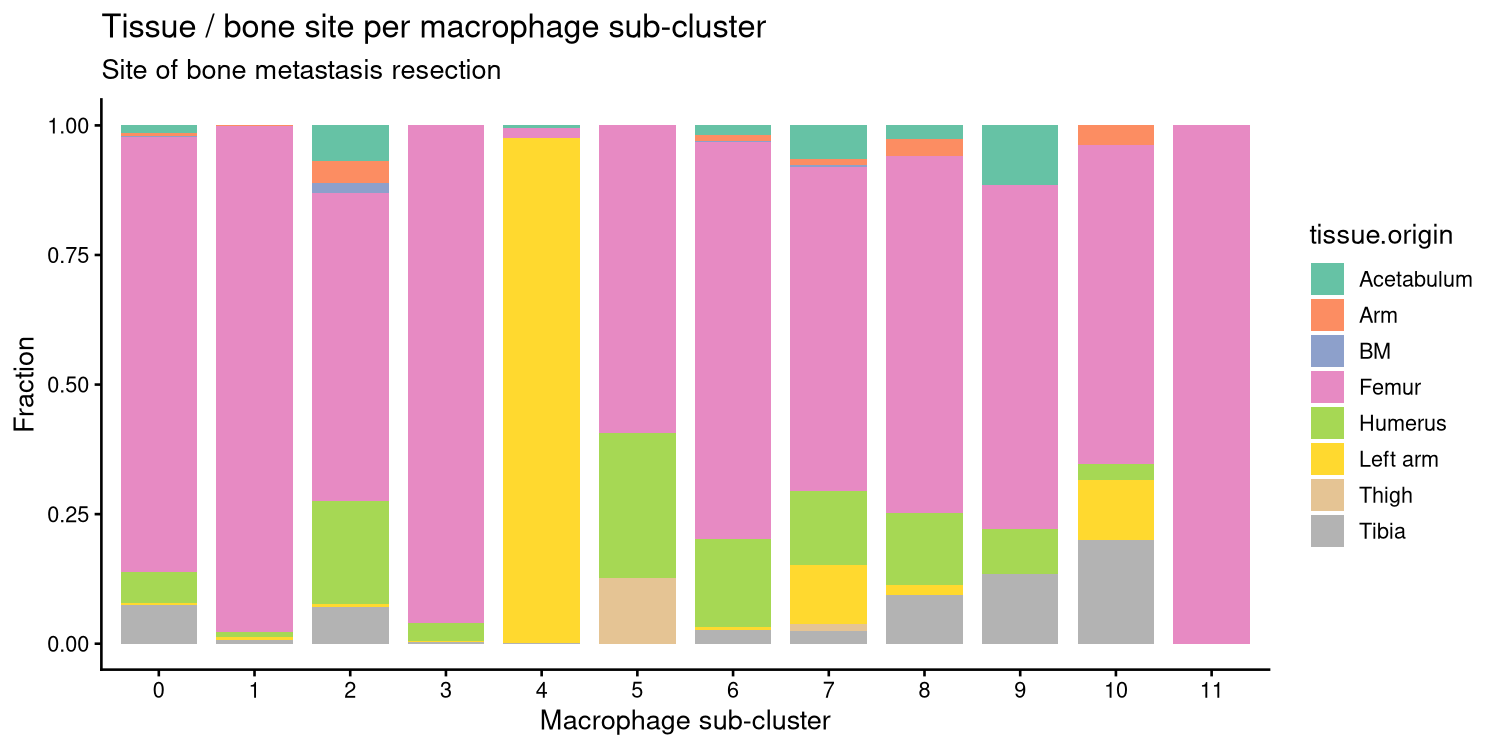 Tissue / bone site per macrophage sub-cluster
Site of bone metastasis resection
Fraction
1.00
0.75
0.50
0.25
0.00
0 1 2 3 4 5 6 7 8 9 10 11
Macrophage sub-cluster
tissue.origin
Acetabulum
Arm
BM
Femur
Humerus
Left arm
Thigh
Tibia